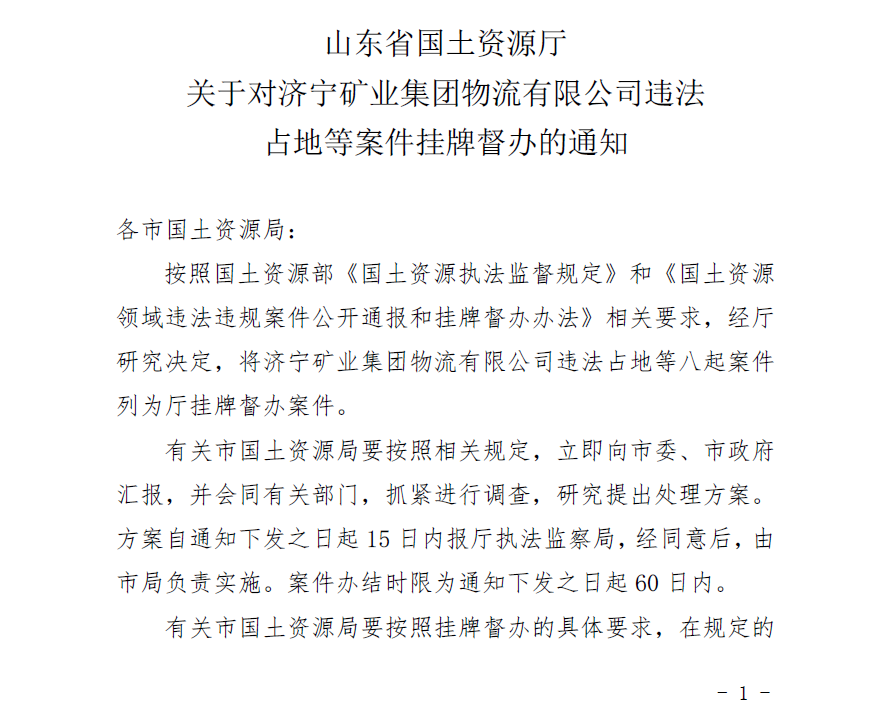 山东省国土资源厅
关于对济宁矿业集团物流有限公司违法
占地等案件挂牌督办的通知
各市国土资源局：
按照国土资源部《国土资源执法监督规定》和《国土资源
领域违法违规案件公开通报和挂牌督办办法》相关要求，经厅
研究决定，将济宁矿业集团物流有限公司违法占地等八起案件
列为厅挂牌督办案件。
有关市国土资源局要按照相关规定，立即向市委、市政府
汇报，并会同有关部门，抓紧进行调查，研究提出处理方案。
方案自通知下发之日起 15 日内报厅执法监察局，经同意后，由
市局负责实施。案件办结时限为通知下发之日起 60 日内。
有关市国土资源局要按照挂牌督办的具体要求，在规定的
- 1 -